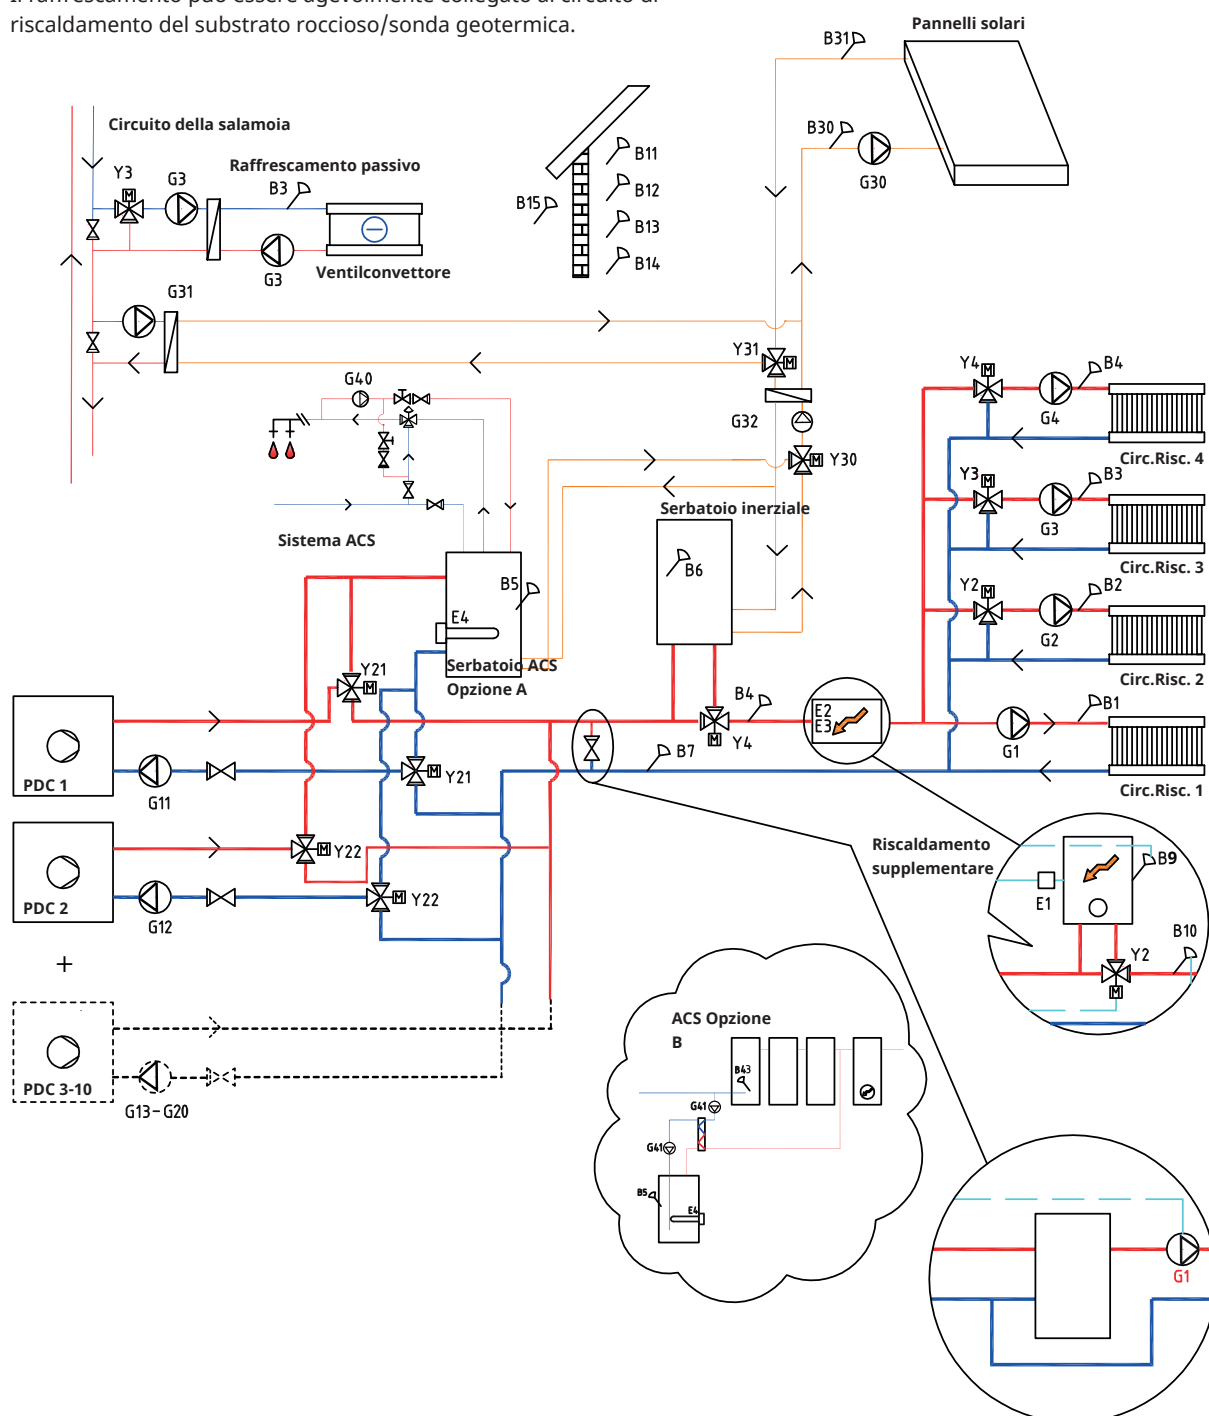 riscaldamento del substrato roccioso/sonda geotermica.
Pannelli solari
B31
B30
G30
Circuito della salamoia
Raffrescamento passivo
Y3
G3
B3
G3
Ventilconvettore
B11
B12
B15
B13
B14
G31
Y31
G32
Y30
G40
Sistema ACS
Serbatoio inerziale
B6
B5
E4
Serbatoio ACS
Opzione A
Y4
B4
G4
Circ.Risc. 4
Y3
B3
G3
Circ.Risc. 3
Y2
B2
G2
Circ.Risc. 2
B1
G1
Circ.Risc. 1
Y21
PDC 1
G11
Y21
B7
B4
Y4
E2
E3
PDC 2
G12
Y22
Y22
+
PDC 3-10
G13-G20
Riscaldamento
supplementare
B9
E1
B10
Y2
ACS Opzione
B
B43
G41
G41
B5
E4
G1